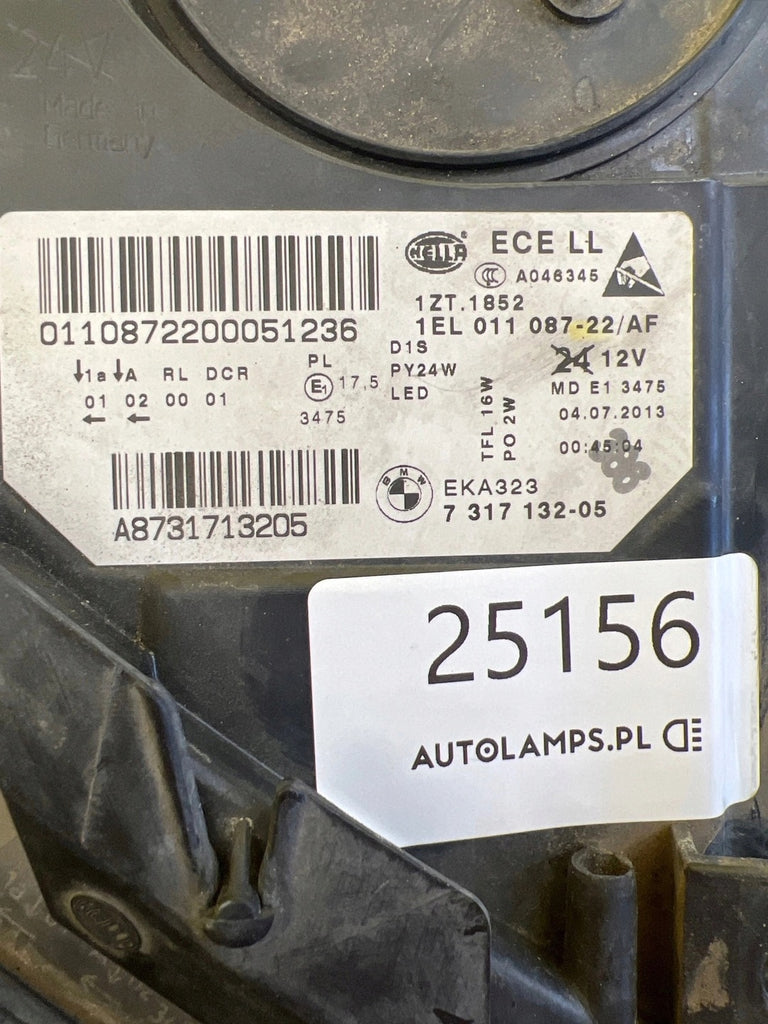 24V
Made in
Germany
HELLA
ECE LL
CCC A046345
1ZT.1852
0110872200051236
1EL 011 087-22/AF
1a A RL DCR
01 02 00 01
PL
E1 17,5
3475
D1S
PY24W
LED
TFL 16W
PO 2W
24 12V
MD E1 3475
04.07.2013
00:45:04
BMW
EKA323
7 317 132-05
A8731713205
25156
AUTOLAMPS.PL